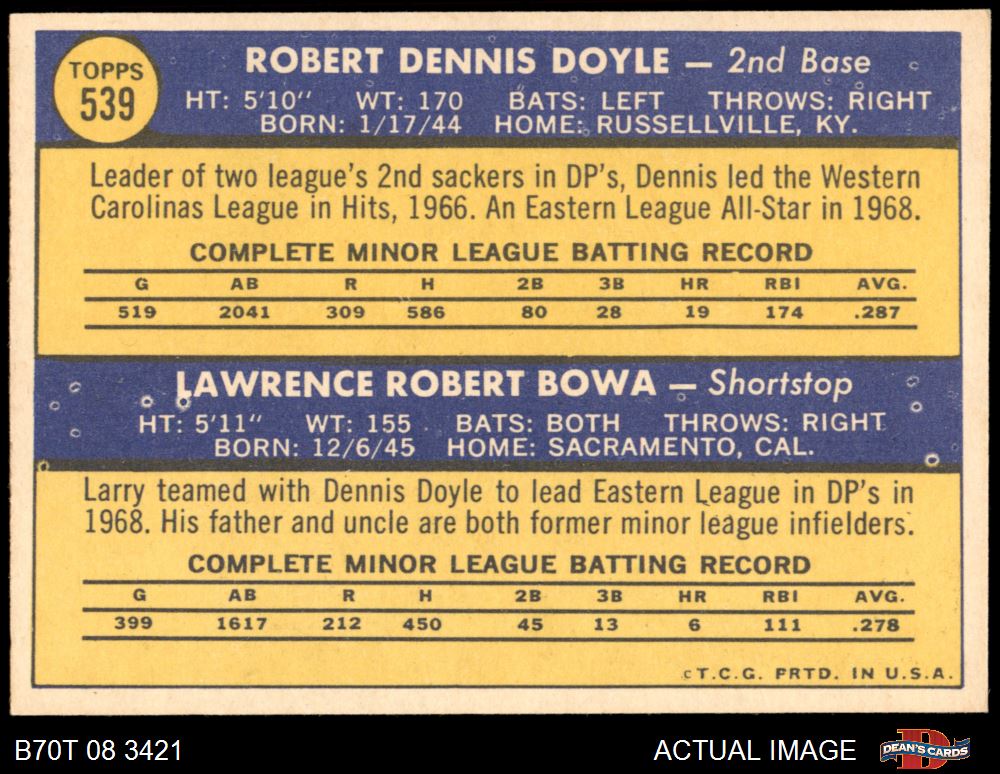 TOPPS
539
ROBERT DENNIS DOYLE — 2nd Base
HT: 5'10" WT: 170 BATS: LEFT THROWS: RIGHT
BORN: 1/17/44 HOME: RUSSELLVILLE, KY.
Leader of two league's 2nd sackers in DP's, Dennis led the Western
Carolinas League in Hits, 1966. An Eastern League All-Star in 1968.
COMPLETE MINOR LEAGUE BATTING RECORD
G AB R H 2B 3B HR RBI AVG.
519 2041 309 586 80 28 19 174 .287
LAWRENCE ROBERT BOWA — Shortstop
HT: 5'11" WT: 155 BATS: BOTH THROWS: RIGHT
BORN: 12/6/45 HOME: SACRAMENTO, CAL.
Larry teamed with Dennis Doyle to lead Eastern League in DP's in
1968. His father and uncle are both former minor league infielders.
COMPLETE MINOR LEAGUE BATTING RECORD
G AB R H 2B 3B HR RBI AVG.
399 1617 212 450 45 13 6 111 .278
©T.C.G. PRTD. IN U.S.A.
B70T 08 3421 ACTUAL IMAGE DEAN'S CARDS